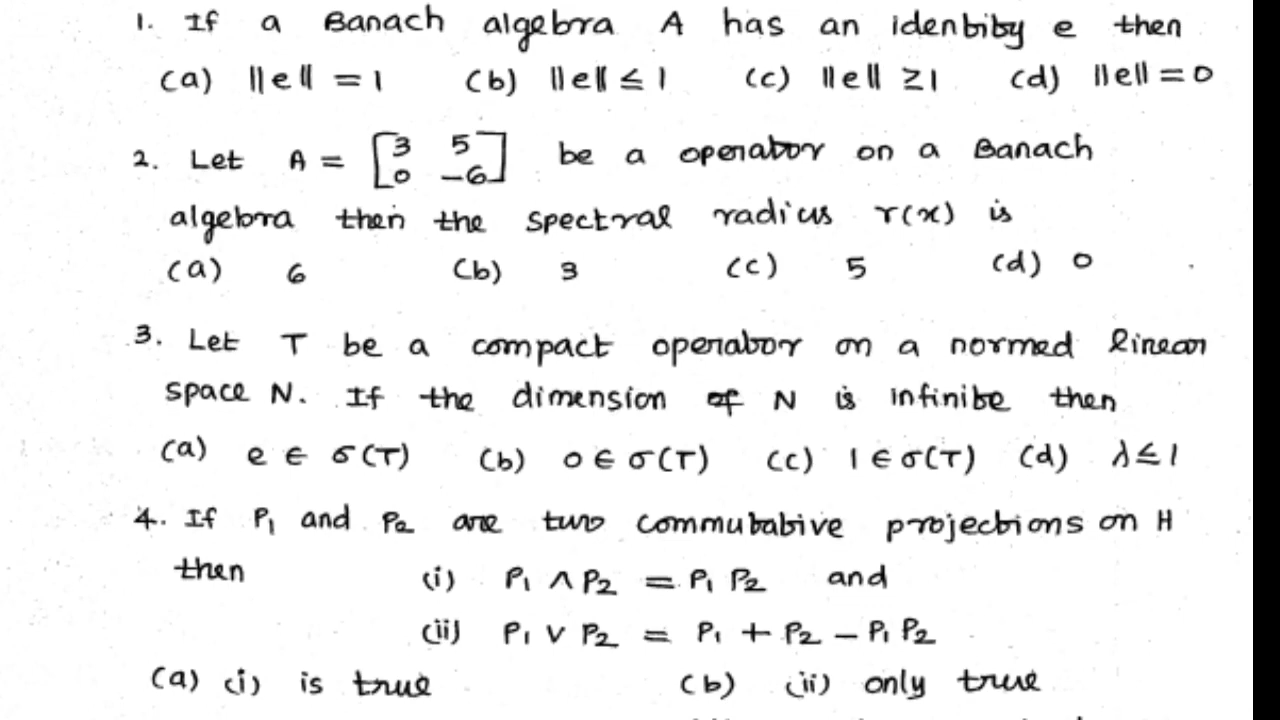 1. If a Banach algebra A has an identity e then
(a) ||e|| = 1 (b) ||e|| ≤ 1 (c) ||e|| ≥ 1 (d) ||e|| = 0
2. Let A = [3 5
0 -6] be a operator on a Banach
algebra then the spectral radius r(x) is
(a) 6 (b) 3 (c) 5 (d) 0
3. Let T be a compact operator on a normed linear
space N. If the dimension of N is infinite then
(a) e ∈ σ(T) (b) 0 ∈ σ(T) (c) 1 ∈ σ(T) (d) λ ≤ 1
4. If P₁ and P₂ are two commutative projections on H
then (i) P₁ ∧ P₂ = P₁ P₂ and
(ii) P₁ ∨ P₂ = P₁ + P₂ - P₁ P₂
(a) (i) is true (b) (ii) only true